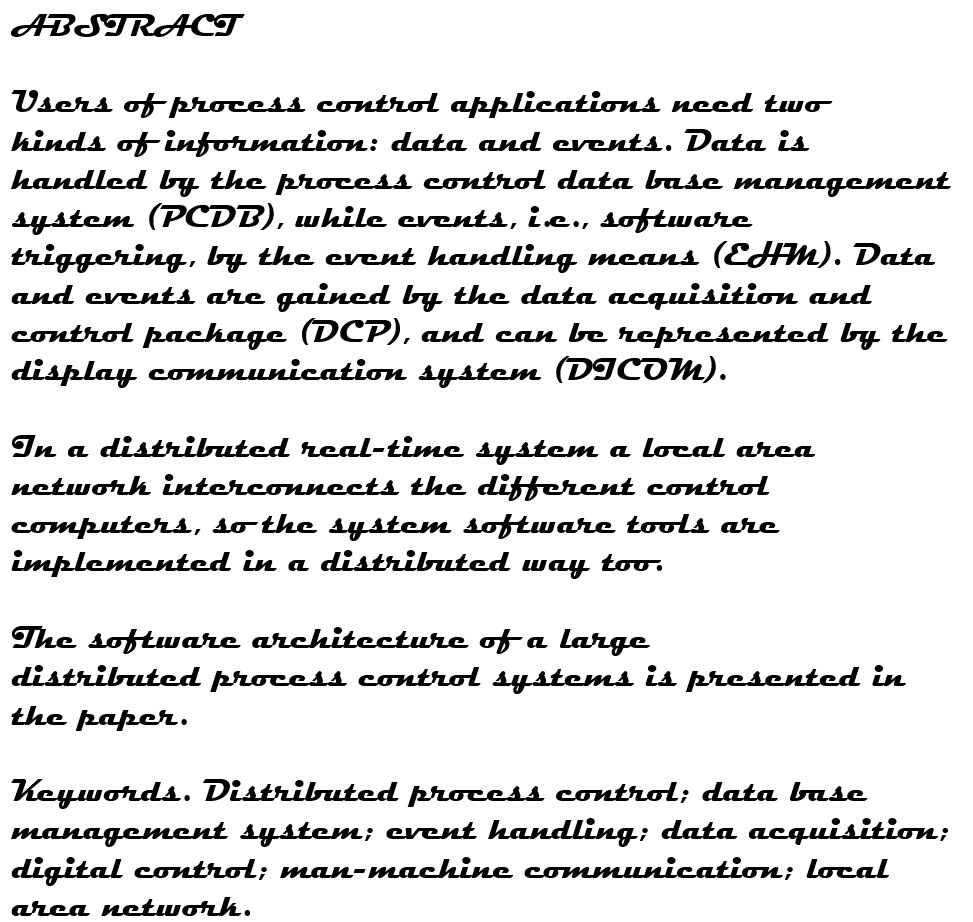 ABSTRACT
Users of process control applications need two
kinds of information: data and events. Data is
handled by the process control data base management
system (PCDB), while events, i.e., software
triggering, by the event handling means (EHM). Data
and events are gained by the data acquisition and
control package (DCP), and can be represented by the
display communication system (DICOM).
In a distributed real-time system a local area
network interconnects the different control
computers, so the system software tools are
implemented in a distributed way too.
The software architecture of a large
distributed process control systems is presented in
the paper.
Keywords. Distributed process control; data base
management system; event handling; data acquisition;
digital control; man-machine communication; local
area network.